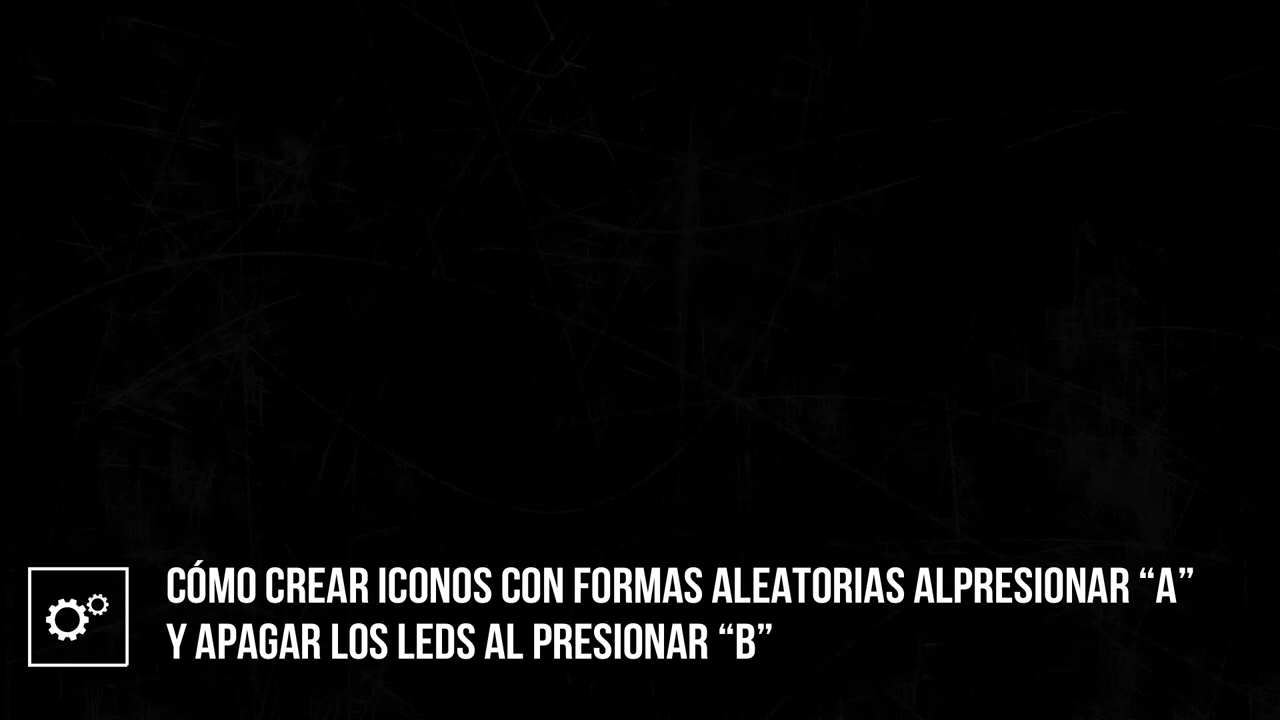 CÓMO CREAR ICONOS CON FORMAS ALEATORIAS ALPRESIONAR “A”
Y APAGAR LOS LEDS AL PRESIONAR “B”